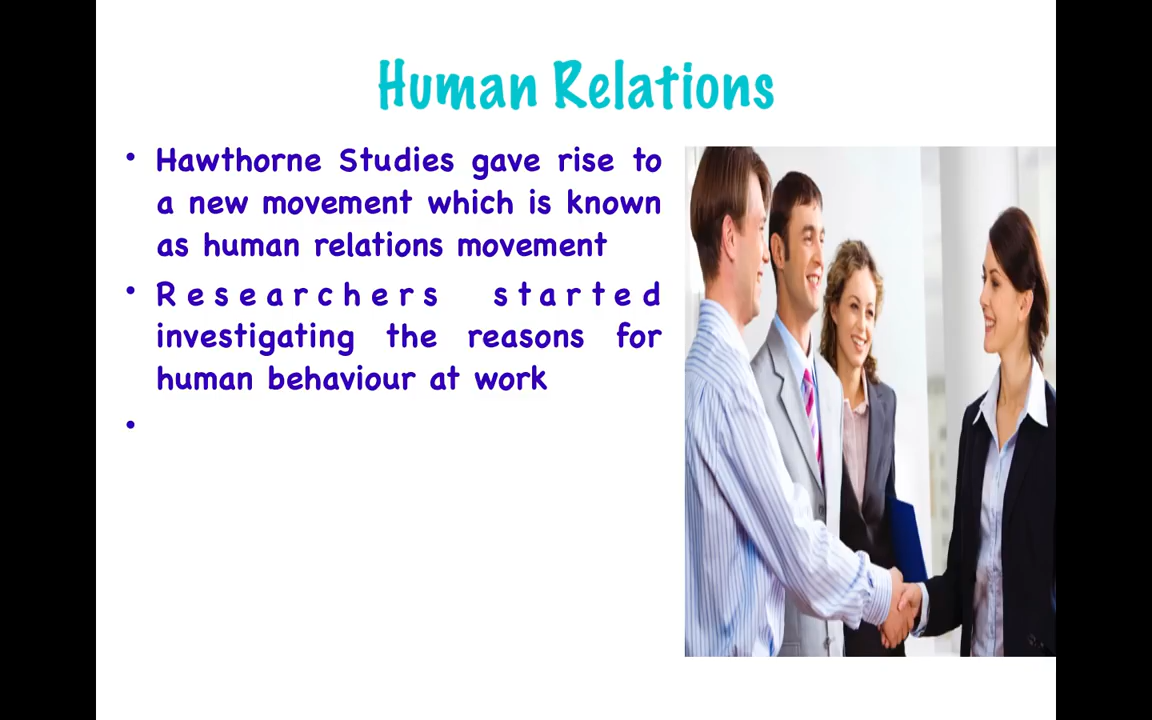 Human Relations
• Hawthorne Studies gave rise to
a new movement which is known
as human relations movement
• Researchers started
investigating the reasons for
human behaviour at work
•